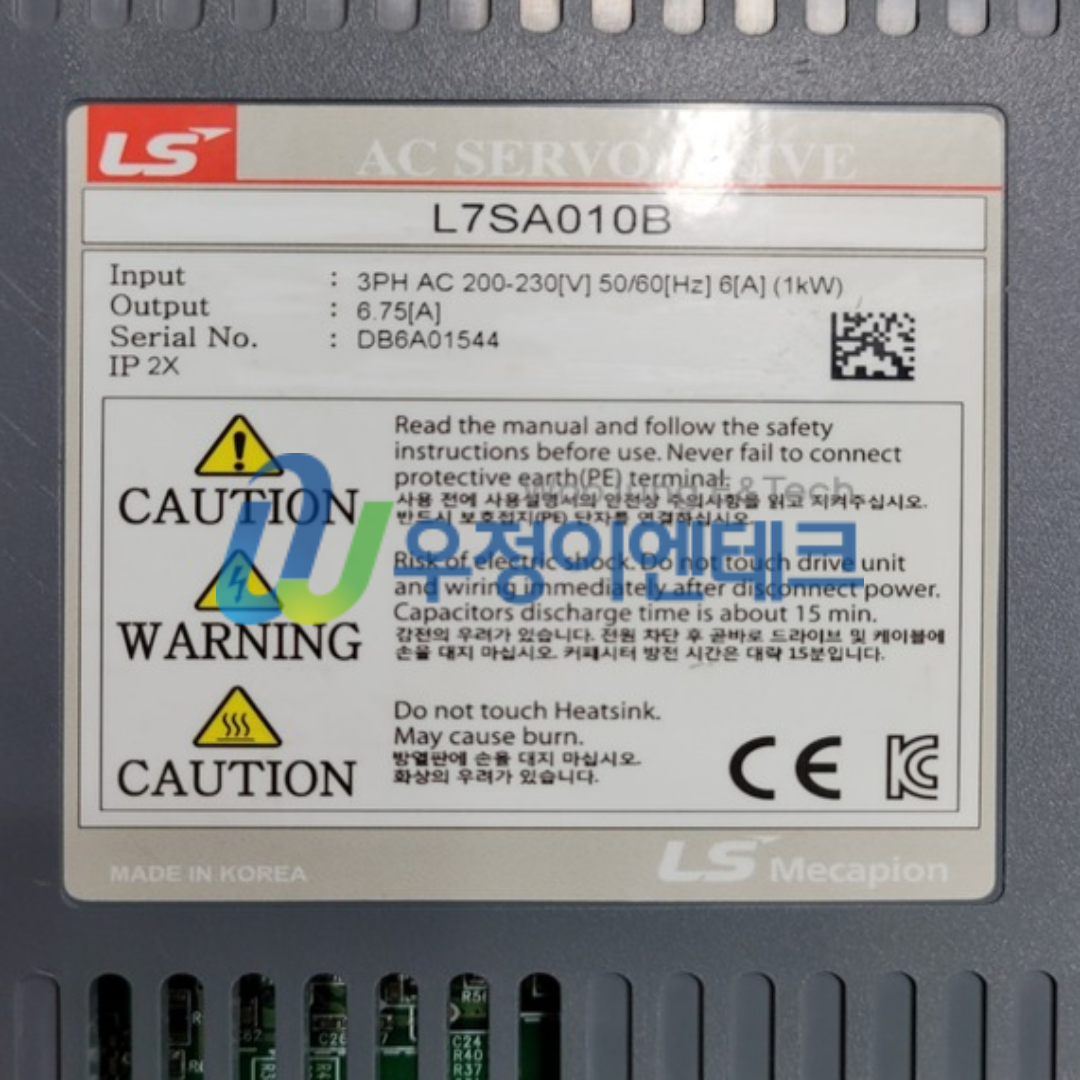 LS
AC SERVO DRIVE
L7SA010B
Input : 3PH AC 200-230[V] 50/60[Hz] 6[A] (1kW)
Output : 6.75[A]
Serial No. : DB6A01544
IP 2X
CAUTION
Read the manual and follow the safety
instructions before use. Never fail to connect
protective earth(PE) terminal.
사용 전에 사용설명서의 안전상 주의사항을 읽고 지켜주십시오.
반드시 보호접지(PE) 단자를 연결하십시오.
&Tech
우정이엔테크
WARNING
Risk of electric shock. Do not touch drive unit
and wiring immediately after disconnect power.
Capacitors discharge time is about 15 min.
감전의 우려가 있습니다. 전원 차단 후 곧바로 드라이브 및 케이블에
손을 대지 마십시오. 커패시터 방전 시간은 대략 15분입니다.
CAUTION
Do not touch Heatsink.
May cause burn.
방열판에 손을 대지 마십시오.
화상의 우려가 있습니다.
CE
MADE IN KOREA
LS Mecapion
C24
R40
R37